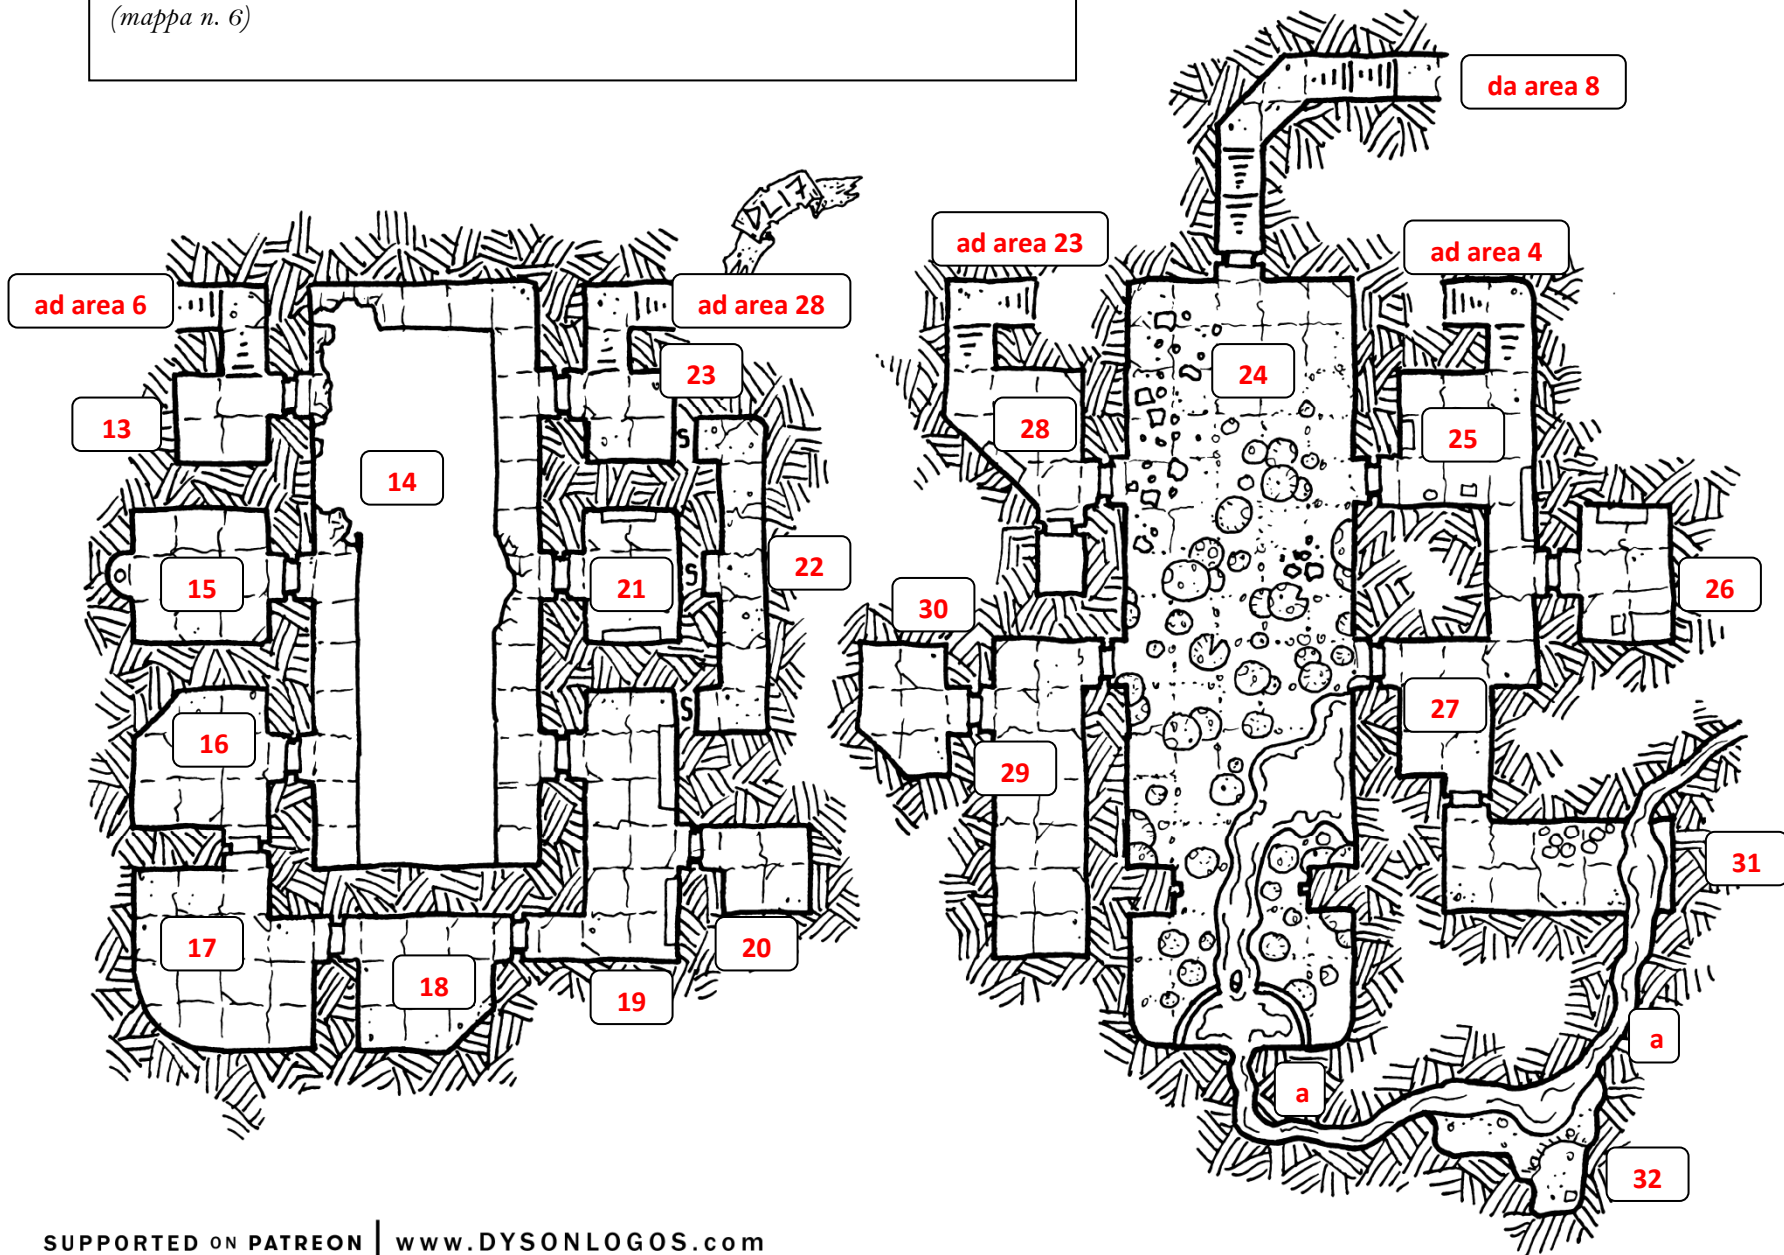 (mappa n. 6)
da area 8
DL17
ad area 23
ad area 4
ad area 6
ad area 28
23
24
13
28
25
S
14
22
15
21
S
26
30
16
S
27
29
31
17
20
18
19
a
a
32
SUPPORTED ON PATREON | www.DYSONLOGOS.com